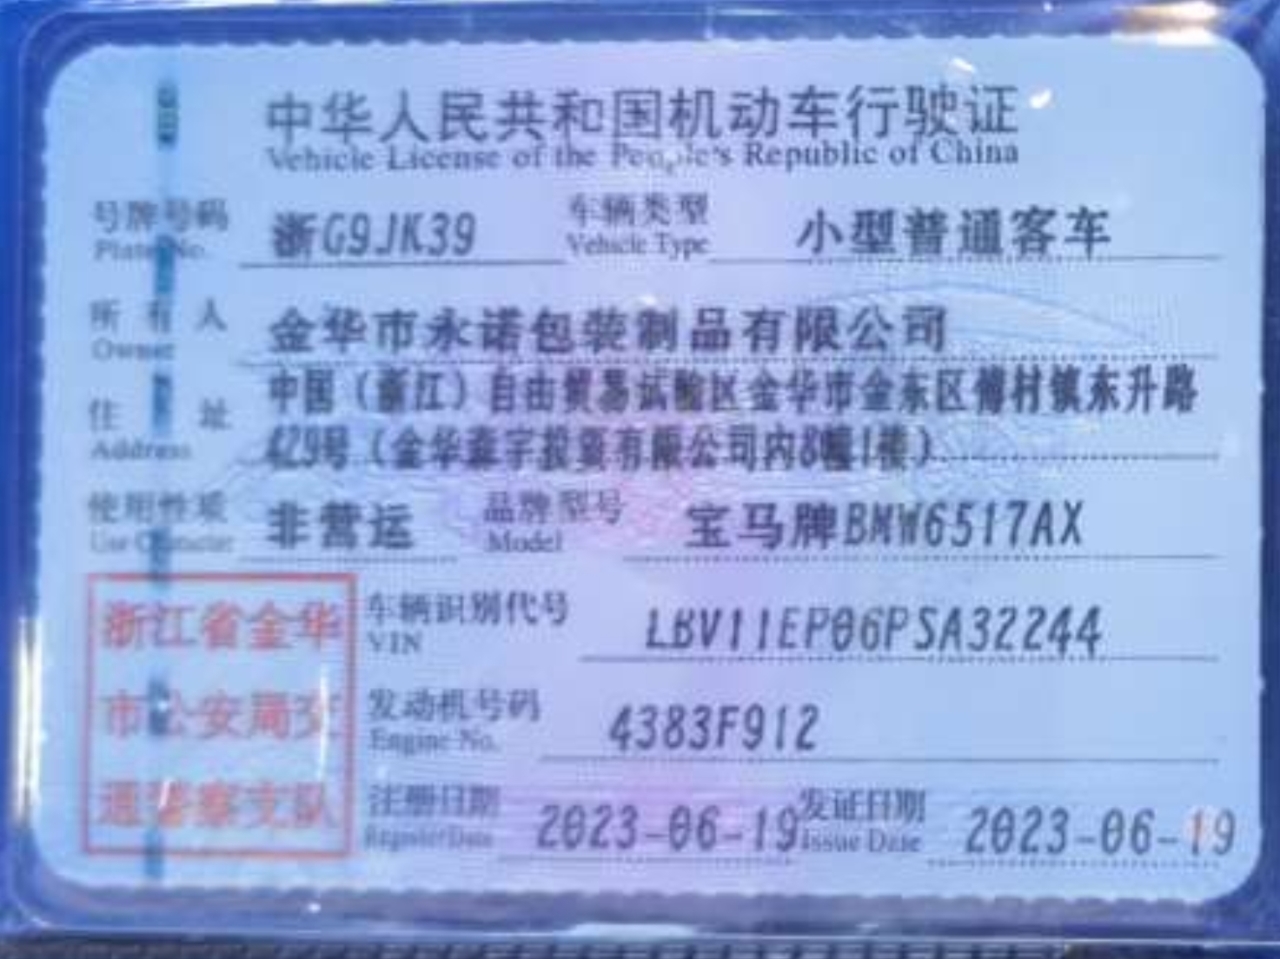 中华人民共和国机动车行驶证
Vehicle License of the People's Republic of China
号牌号码 浙G9JK39 车辆类型 小型普通客车
Plate No. Vehicle Type
所有人 金华市永诺包装制品有限公司
Owner
住址 中国（浙江）自由贸易试验区金华市金东区傅村镇东升路
Address 429号（金华鑫宇投资有限公司内8幢1楼）
使用性质 非营运 品牌型号 宝马牌BMW6517AX
Use Character Model
浙江省金华
市公安局交
通警察支队
车辆识别代号 LBV11EP06PSA32244
VIN
发动机号码 4383F912
Engine No.
注册日期 2023-06-19 发证日期 2023-06-19
Register Date Issue Date